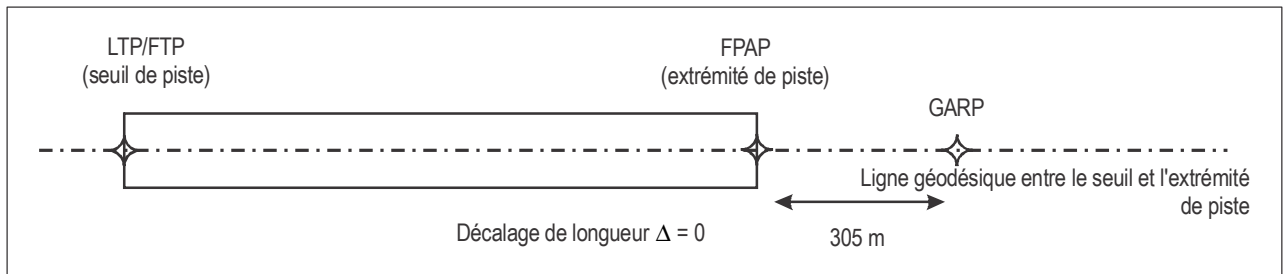 LTP/FTP
(seuil de piste)
FPAP
(extrémité de piste)
GARP
Ligne géodésique entre le seuil et l'extrémité
de piste
Décalage de longueur Δ = 0
305 m